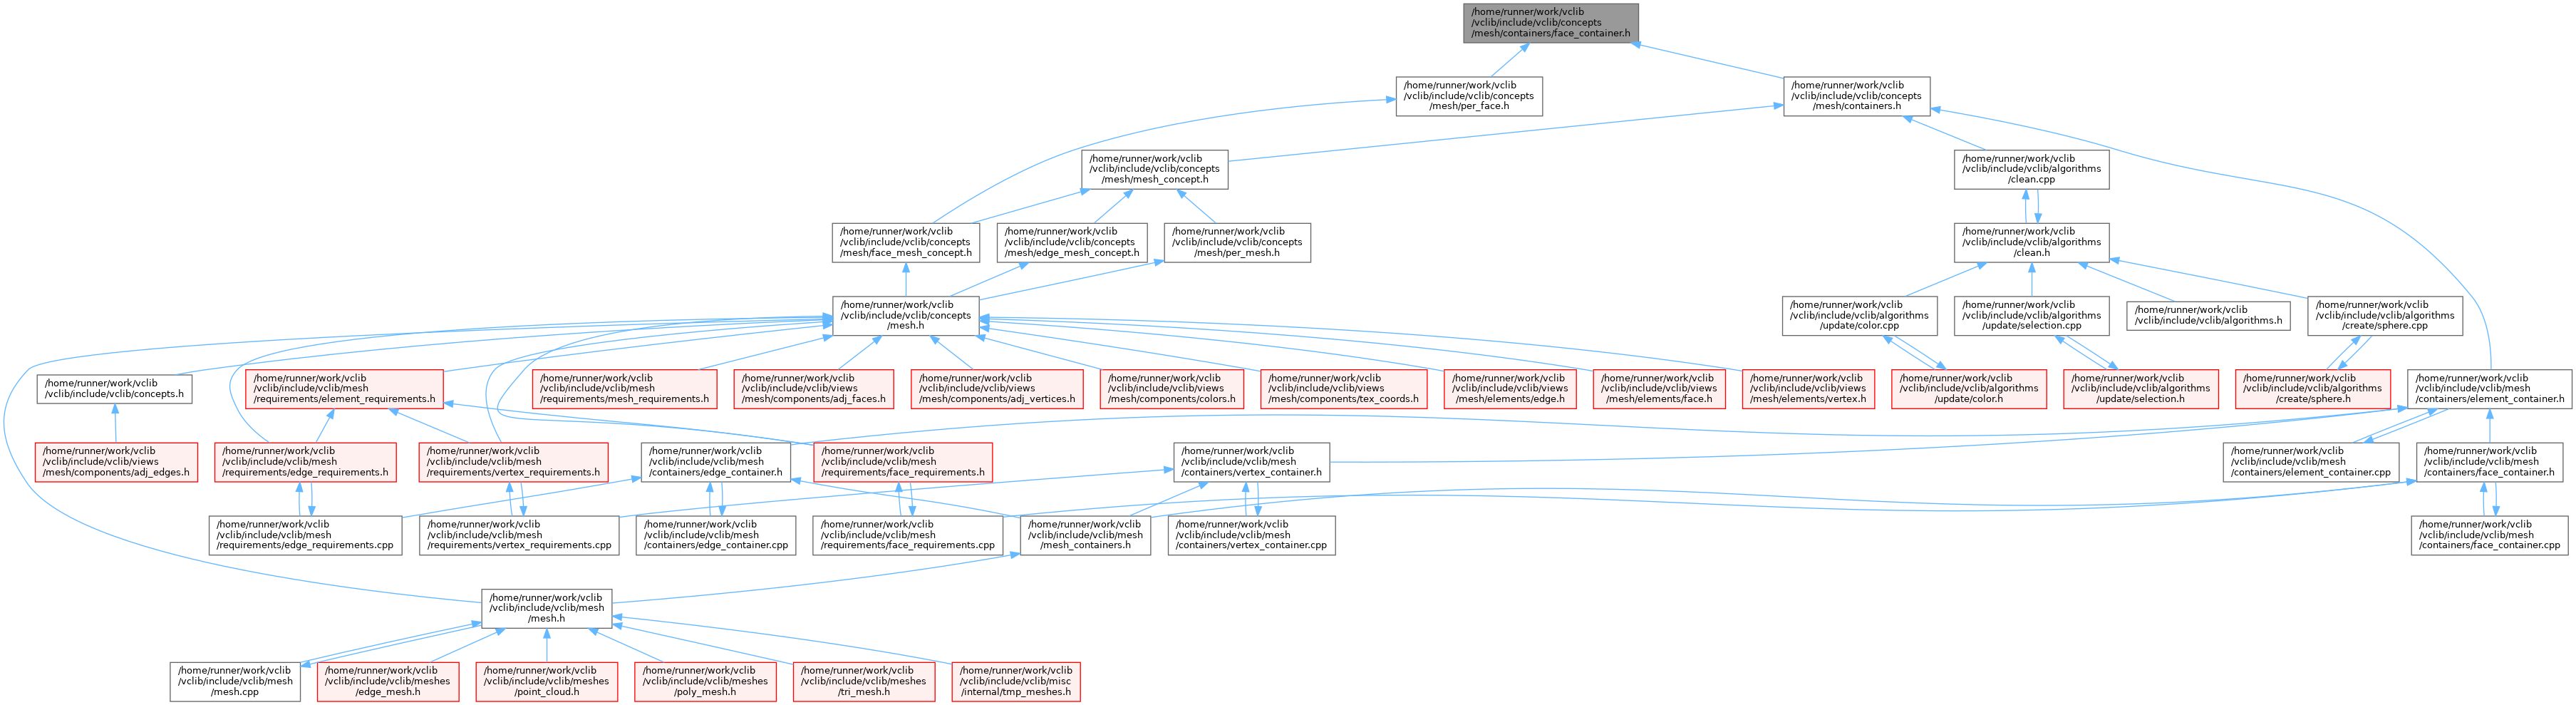 /home/runner/work/vclib
/vclib/include/vclib/concepts
/mesh/containers/face_container.h
/home/runner/work/vclib
/vclib/include/vclib/concepts
/mesh/per_face.h
/home/runner/work/vclib
/vclib/include/vclib/concepts
/mesh/containers.h
/home/runner/work/vclib
/vclib/include/vclib/concepts
/mesh/mesh_concept.h
/home/runner/work/vclib
/vclib/include/vclib/algorithms
/clean.cpp
/home/runner/work/vclib
/vclib/include/vclib/concepts
/mesh/face_mesh_concept.h
/home/runner/work/vclib
/vclib/include/vclib/concepts
/mesh/edge_mesh_concept.h
/home/runner/work/vclib
/vclib/include/vclib/concepts
/mesh/per_mesh.h
/home/runner/work/vclib
/vclib/include/vclib/algorithms
/clean.h
/home/runner/work/vclib
/vclib/include/vclib/concepts
/mesh.h
/home/runner/work/vclib
/vclib/include/vclib/algorithms
/update/color.cpp
/home/runner/work/vclib
/vclib/include/vclib/algorithms
/update/selection.cpp
/home/runner/work/vclib
/vclib/include/vclib/algorithms.h
/home/runner/work/vclib
/vclib/include/vclib/algorithms
/create/sphere.cpp
/home/runner/work/vclib
/vclib/include/vclib/concepts.h
/home/runner/work/vclib
/vclib/include/vclib/mesh
/requirements/element_requirements.h
/home/runner/work/vclib
/vclib/include/vclib/mesh
/requirements/mesh_requirements.h
/home/runner/work/vclib
/vclib/include/vclib/views
/mesh/components/adj_faces.h
/home/runner/work/vclib
/vclib/include/vclib/views
/mesh/components/adj_vertices.h
/home/runner/work/vclib
/vclib/include/vclib/views
/mesh/components/colors.h
/home/runner/work/vclib
/vclib/include/vclib/views
/mesh/components/tex_coords.h
/home/runner/work/vclib
/vclib/include/vclib/views
/mesh/elements/edge.h
/home/runner/work/vclib
/vclib/include/vclib/views
/mesh/elements/face.h
/home/runner/work/vclib
/vclib/include/vclib/views
/mesh/elements/vertex.h
/home/runner/work/vclib
/vclib/include/vclib/algorithms
/update/color.h
/home/runner/work/vclib
/vclib/include/vclib/algorithms
/update/selection.h
/home/runner/work/vclib
/vclib/include/vclib/algorithms
/create/sphere.h
/home/runner/work/vclib
/vclib/include/vclib/mesh
/containers/element_container.h
/home/runner/work/vclib
/vclib/include/vclib/views
/mesh/components/adj_edges.h
/home/runner/work/vclib
/vclib/include/vclib/mesh
/requirements/edge_requirements.h
/home/runner/work/vclib
/vclib/include/vclib/mesh
/requirements/vertex_requirements.h
/home/runner/work/vclib
/vclib/include/vclib/mesh
/containers/edge_container.h
/home/runner/work/vclib
/vclib/include/vclib/mesh
/requirements/face_requirements.h
/home/runner/work/vclib
/vclib/include/vclib/mesh
/containers/vertex_container.h
/home/runner/work/vclib
/vclib/include/vclib/mesh
/containers/element_container.cpp
/home/runner/work/vclib
/vclib/include/vclib/mesh
/containers/face_container.h
/home/runner/work/vclib
/vclib/include/vclib/mesh
/requirements/edge_requirements.cpp
/home/runner/work/vclib
/vclib/include/vclib/mesh
/requirements/vertex_requirements.cpp
/home/runner/work/vclib
/vclib/include/vclib/mesh
/containers/edge_container.cpp
/home/runner/work/vclib
/vclib/include/vclib/mesh
/requirements/face_requirements.cpp
/home/runner/work/vclib
/vclib/include/vclib/mesh
/mesh_containers.h
/home/runner/work/vclib
/vclib/include/vclib/mesh
/containers/vertex_container.cpp
/home/runner/work/vclib
/vclib/include/vclib/mesh
/containers/face_container.cpp
/home/runner/work/vclib
/vclib/include/vclib/mesh
/mesh.h
/home/runner/work/vclib
/vclib/include/vclib/mesh
/mesh.cpp
/home/runner/work/vclib
/vclib/include/vclib/meshes
/edge_mesh.h
/home/runner/work/vclib
/vclib/include/vclib/meshes
/point_cloud.h
/home/runner/work/vclib
/vclib/include/vclib/meshes
/poly_mesh.h
/home/runner/work/vclib
/vclib/include/vclib/meshes
/tri_mesh.h
/home/runner/work/vclib
/vclib/include/vclib/misc
/internal/tmp_meshes.h